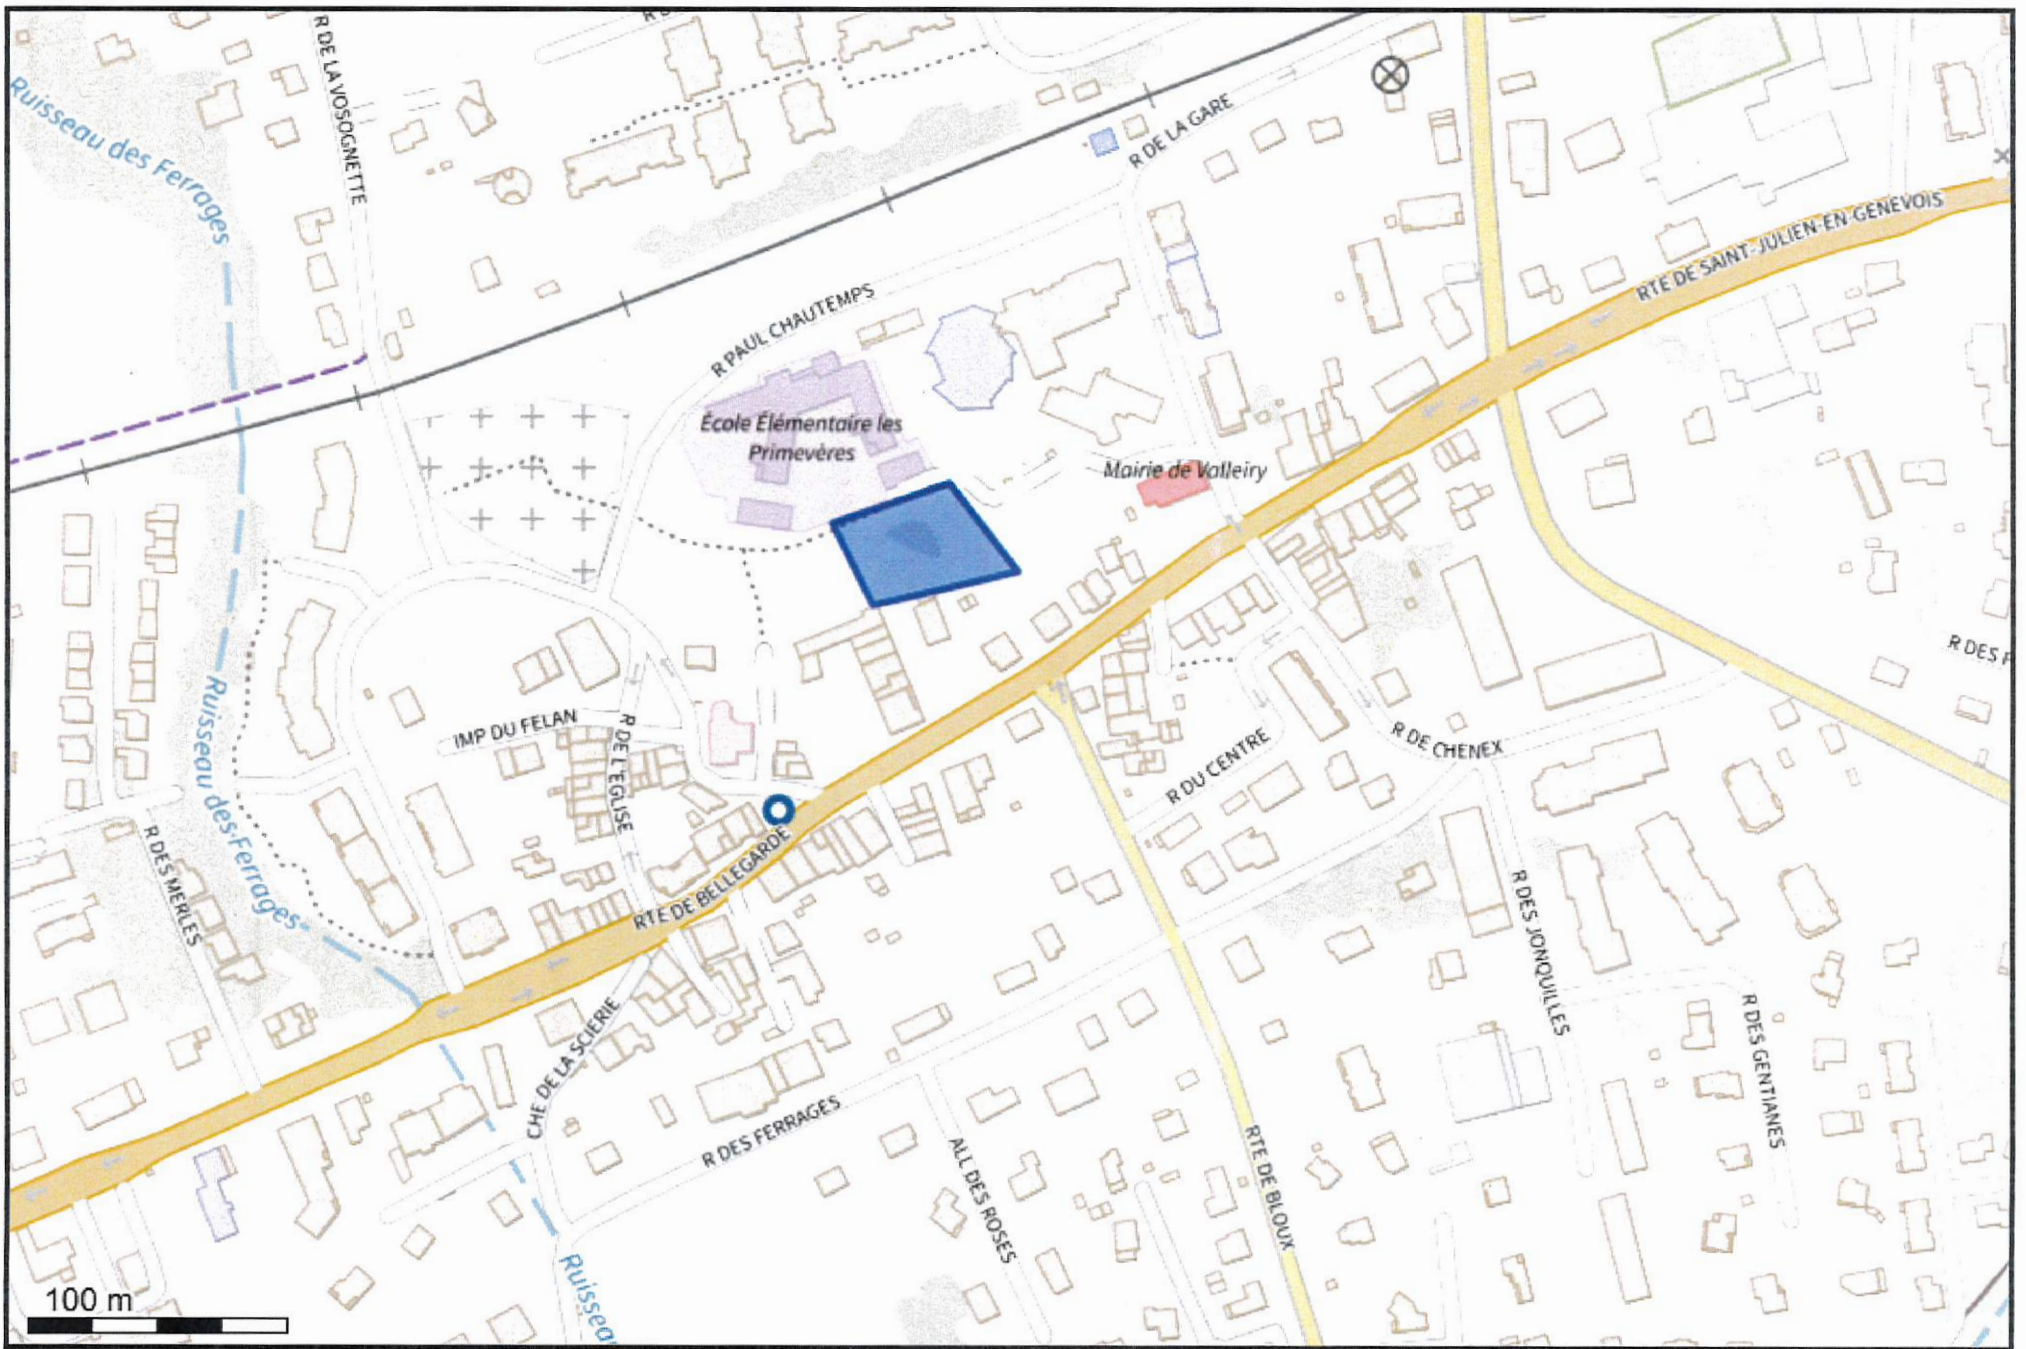 R DE LA VOSOGNETTE
Ruisseau des Ferrages
R DE LA GARE
RTE DE SAINT-JULIEN-EN-GENEVOIS
R PAUL CHAUTEMPS
École Élémentaire les
Primevères
Mairie de Valleiry
R DES
Ruisseau des Ferrages
IMP DU FELAN
R DE L'EGLISE
R DU CENTRE
R DE CHENEX
R DES MERLES
RTE DE BELLEGARDE
R DES JONQUILLES
R DES GENTIANES
CHE DE LA SCIERIE
R DES FERRAGES
ALL DES ROSES
RTE DE BLOUX
Ruisseau
100 m